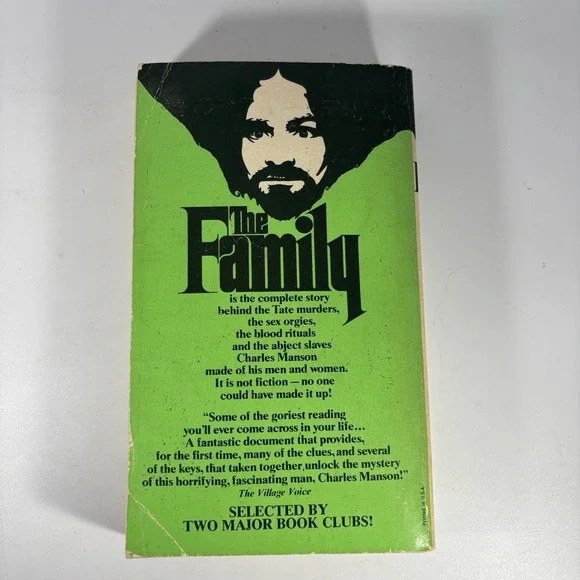 The
Family
is the complete story
behind the Tate murders,
the sex orgies,
the blood rituals
and the abject slaves
Charles Manson
made of his men and women.
It is not fiction — no one
could have made it up!
“Some of the goriest reading
you'll ever come across in your life...
A fantastic document that provides,
for the first time, many of the clues, and several
of the keys, that taken together, unlock the mystery
of this horrifying, fascinating man, Charles Manson!”
The Village Voice
SELECTED BY
TWO MAJOR BOOK CLUBS!
Printed in U.S.A.